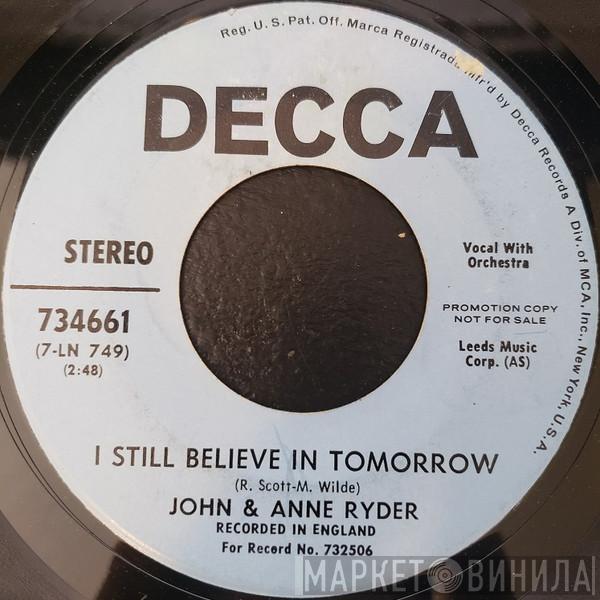 Reg. U.S. Pat. Off. Marca Registrada Mfr'd by Decca Records A Div. of MCA, Inc., New York, U.S.A.
DECCA
STEREO
734661
(7-LN 749)
(2:48)
Vocal With
Orchestra
PROMOTION COPY
NOT FOR SALE
Leeds Music
Corp. (AS)
I STILL BELIEVE IN TOMORROW
(R. Scott-M. Wilde)
JOHN & ANNE RYDER
RECORDED IN ENGLAND
For Record No. 732506
МАРКЕТ ВИНИЛА